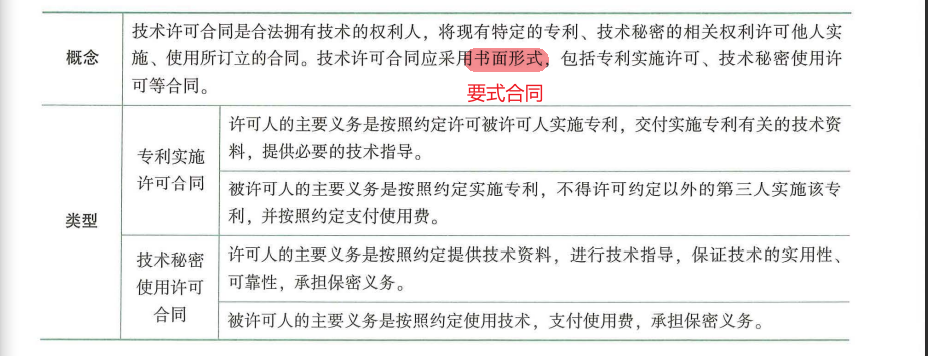 概念
技术许可合同是合法拥有技术的权利人，将现有特定的专利、技术秘密的相关权利许可他人实
施、使用所订立的合同。技术许可合同应采用书面形式，包括专利实施许可、技术秘密使用许
可等合同。
要式合同
类型
专利实施
许可合同
许可人的主要义务是按照约定许可被许可人实施专利，交付实施专利有关的技术资
料，提供必要的技术指导。
被许可人的主要义务是按照约定实施专利，不得许可约定以外的第三人实施该专
利，并按照约定支付使用费。
技术秘密
使用许可
合同
许可人的主要义务是按照约定提供技术资料，进行技术指导，保证技术的实用性、
可靠性，承担保密义务。
被许可人的主要义务是按照约定使用技术，支付使用费，承担保密义务。